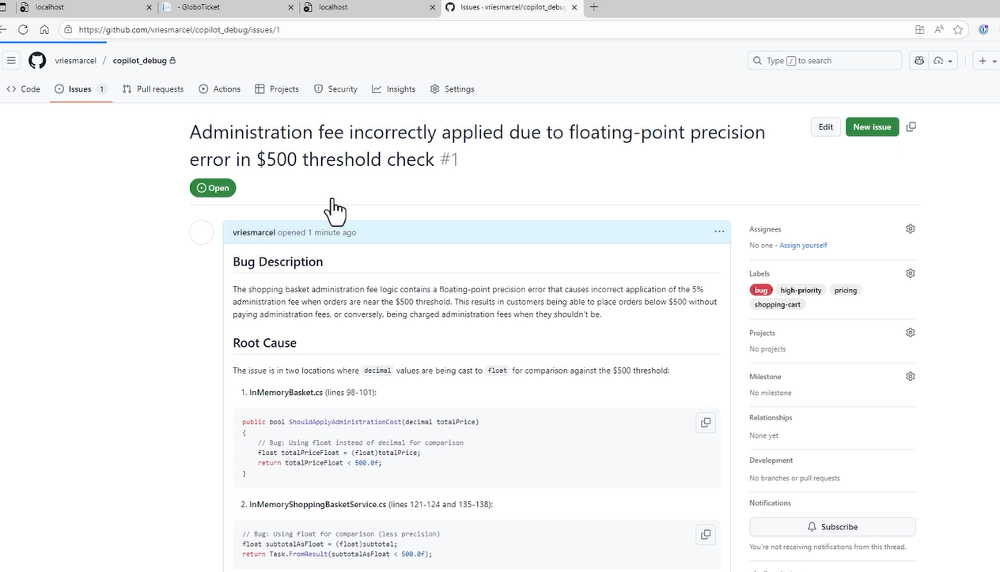 localhost
- GloboTicket
localhost
Issues · vriesmarcel/copilot_debug
https://github.com/vriesmarcel/copilot_debug/issues/1
vriesmarcel / copilot_debug
Type / to search
Code
Issues 1
Pull requests
Actions
Projects
Security
Insights
Settings
Administration fee incorrectly applied due to floating-point precision
error in $500 threshold check #1
Edit
New issue
Open
vriesmarcel opened 1 minute ago
Bug Description
The shopping basket administration fee logic contains a floating-point precision error that causes incorrect application of the 5%
administration fee when orders are near the $500 threshold. This results in customers being able to place orders below $500 without
paying administration fees, or conversely, being charged administration fees when they shouldn't be.
Root Cause
The issue is in two locations where decimal values are being cast to float for comparison against the $500 threshold:
1. InMemoryBasket.cs (lines 98-101):
public bool ShouldApplyAdministrationCost(decimal totalPrice)
{
// Bug: Using float instead of decimal for comparison
float totalPriceFloat = (float)totalPrice;
return totalPriceFloat < 500.0f;
}
2. InMemoryShoppingBasketService.cs (lines 121-124 and 135-138):
// Bug: Using float for comparison (less precision)
float subtotalAsFloat = (float)subtotal;
return Task.FromResult(subtotalAsFloat < 500.0f);
Assignees
No one - Assign yourself
Labels
bug high-priority pricing
shopping-cart
Projects
No projects
Milestone
No milestone
Relationships
None yet
Development
No branches or pull requests
Notifications
Subscribe
You're not receiving notifications from this thread.